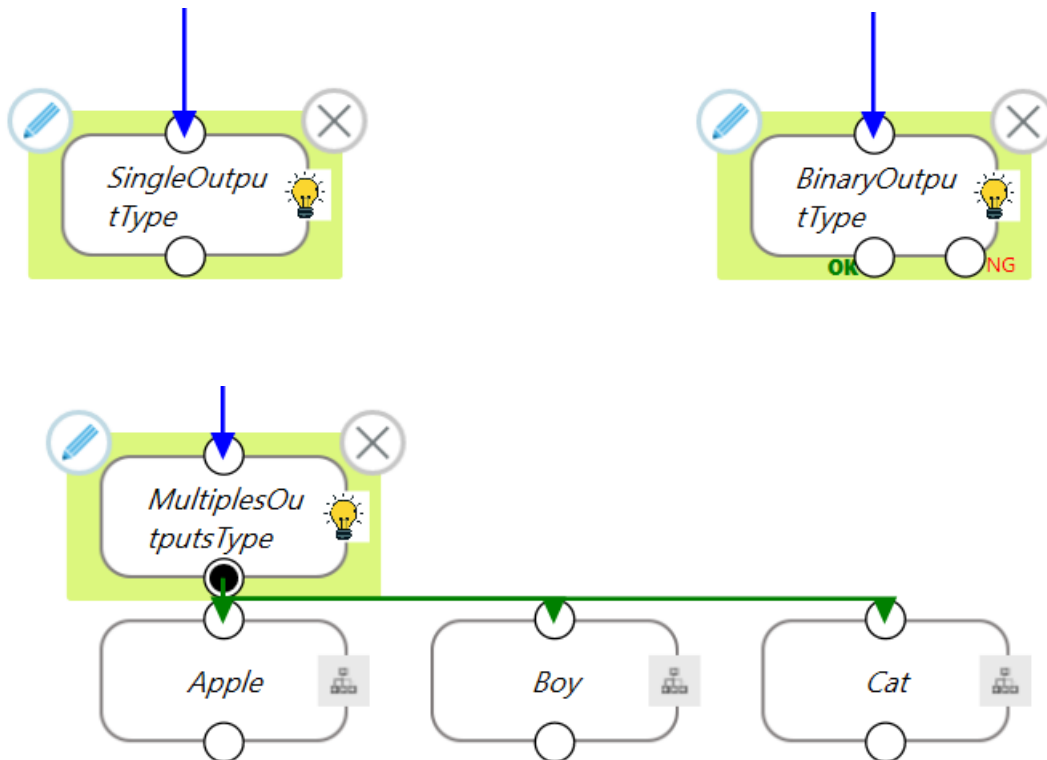 SingleOutpu
tType
BinaryOutpu
tType
OK
NG
MultiplesOu
tputsType
Apple
Boy
Cat